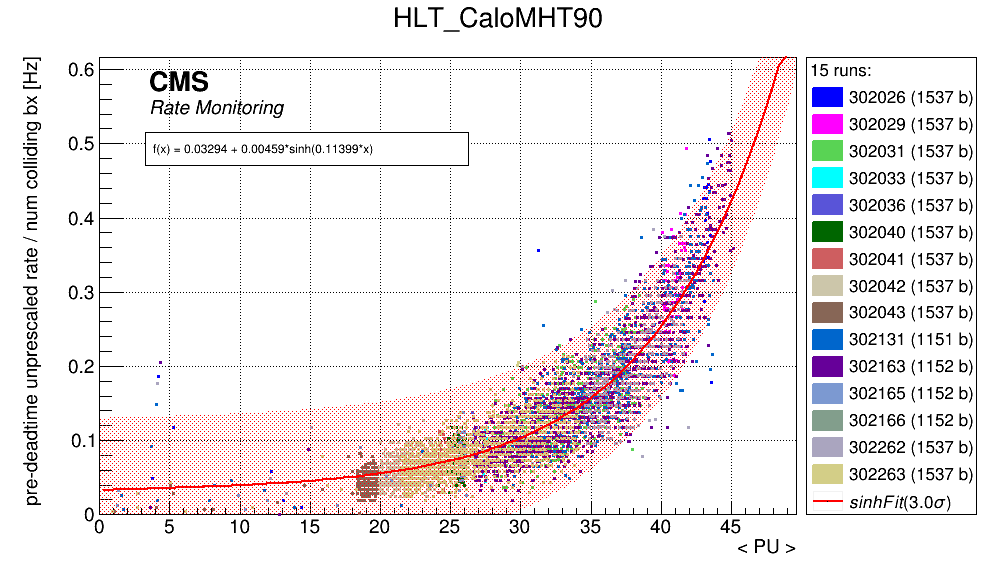 HLT_CaloMHT90
pre-deadtime unprescaled rate / num colliding bx [Hz]
CMS
Rate Monitoring
f(x) = 0.03294 + 0.00459*sinh(0.11399*x)
0.6
0.5
0.4
0.3
0.2
0.1
0
0 5 10 15 20 25 30 35 40 45
< PU >
15 runs:
302026 (1537 b)
302029 (1537 b)
302031 (1537 b)
302033 (1537 b)
302036 (1537 b)
302040 (1537 b)
302041 (1537 b)
302042 (1537 b)
302043 (1537 b)
302131 (1151 b)
302163 (1152 b)
302165 (1152 b)
302166 (1152 b)
302262 (1537 b)
302263 (1537 b)
sinhFit(3.0σ)